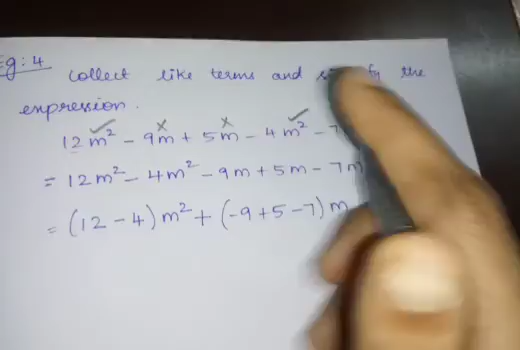 Eg: 4
collect like terms and the
expression.
12m² - 9m + 5m - 4m² - 7
= 12m² - 4m² - 9m + 5m - 7m
= (12 - 4) m² + (-9 + 5 - 7) m